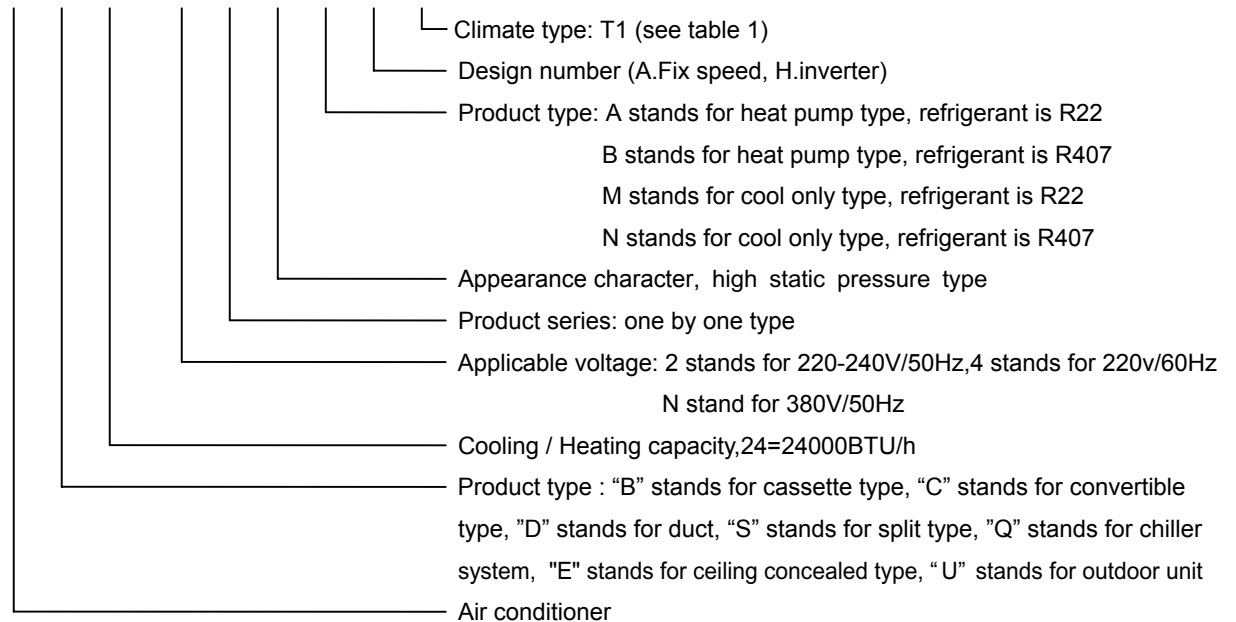 Climate type: T1 (see table 1)
Design number (A.Fix speed, H.inverter)
Product type: A stands for heat pump type, refrigerant is R22
B stands for heat pump type, refrigerant is R407
M stands for cool only type, refrigerant is R22
N stands for cool only type, refrigerant is R407
Appearance character, high static pressure type
Product series: one by one type
Applicable voltage: 2 stands for 220-240V/50Hz,4 stands for 220v/60Hz
N stand for 380V/50Hz
Cooling / Heating capacity,24=24000BTU/h
Product type : “B” stands for cassette type, “C” stands for convertible
type, ”D” stands for duct, “S” stands for split type, ”Q” stands for chiller
system, "E" stands for ceiling concealed type, “U” stands for outdoor unit
Air conditioner